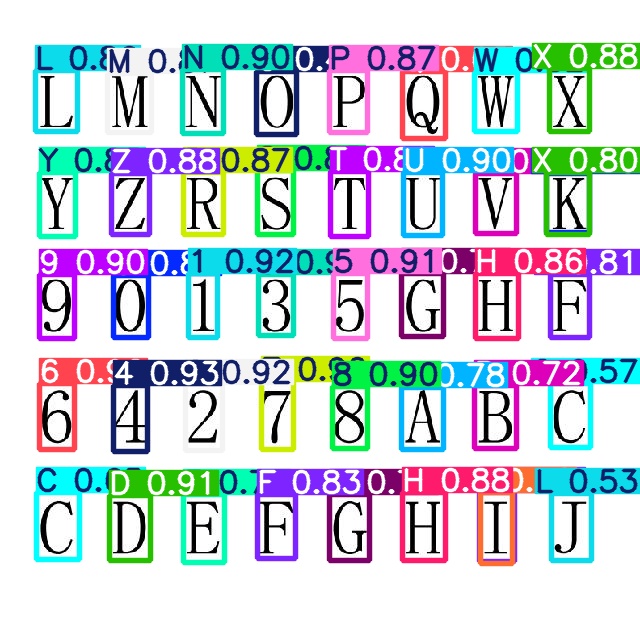 L 0.8 M 0. N 0.90 0. P 0.87 0. W 0. X 0.88
L M N O P Q W X
Y 0.8 Z 0.88 0.87 0.8 T 0.8 U 0.90 X 0.80
Y Z R S T U V K
9 0.90 0.8 1 0.92 0.9 5 0.91 0. H 0.86 .81
9 0 1 3 5 G H F
6 0.9 4 0.93 0.92 0.9 8 0.90 0.78 0.72 .57
6 4 2 7 8 A B C
C 0. D 0.91 0. F 0.83 0. H 0.88 0. L 0.53
C D E F G H I J